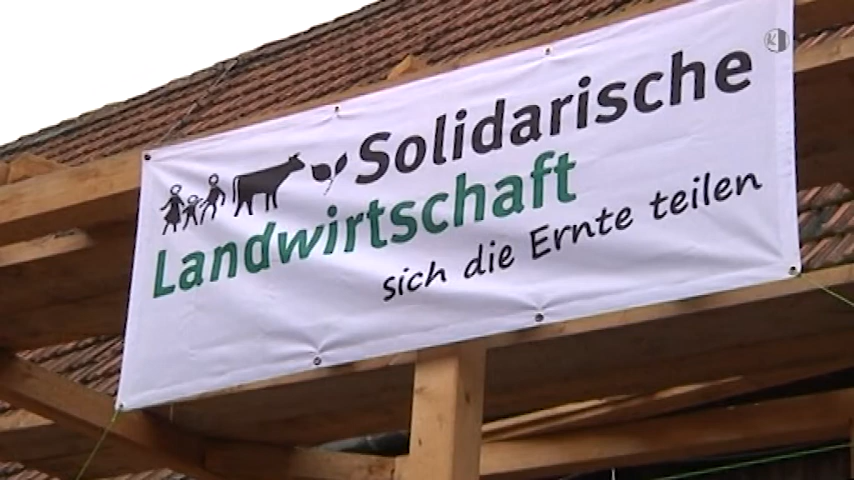 Solidarische
Landwirtschaft
sich die Ernte teilen